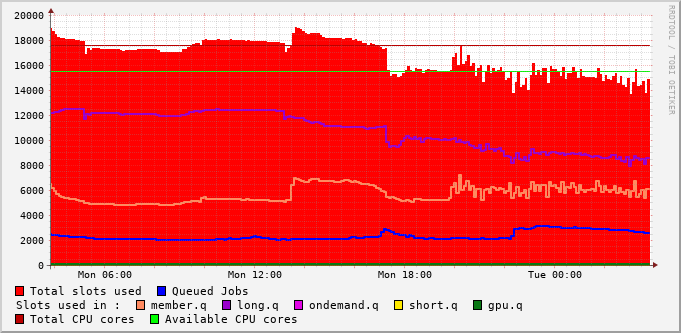 20000
18000
16000
14000
12000
10000
8000
6000
4000
2000
0
Mon 06:00 Mon 12:00 Mon 18:00 Tue 00:00
RRDTOOL / TOBI OETIKER
Total slots used Queued Jobs
Slots used in : member.q long.q ondemand.q short.q gpu.q
Total CPU cores Available CPU cores